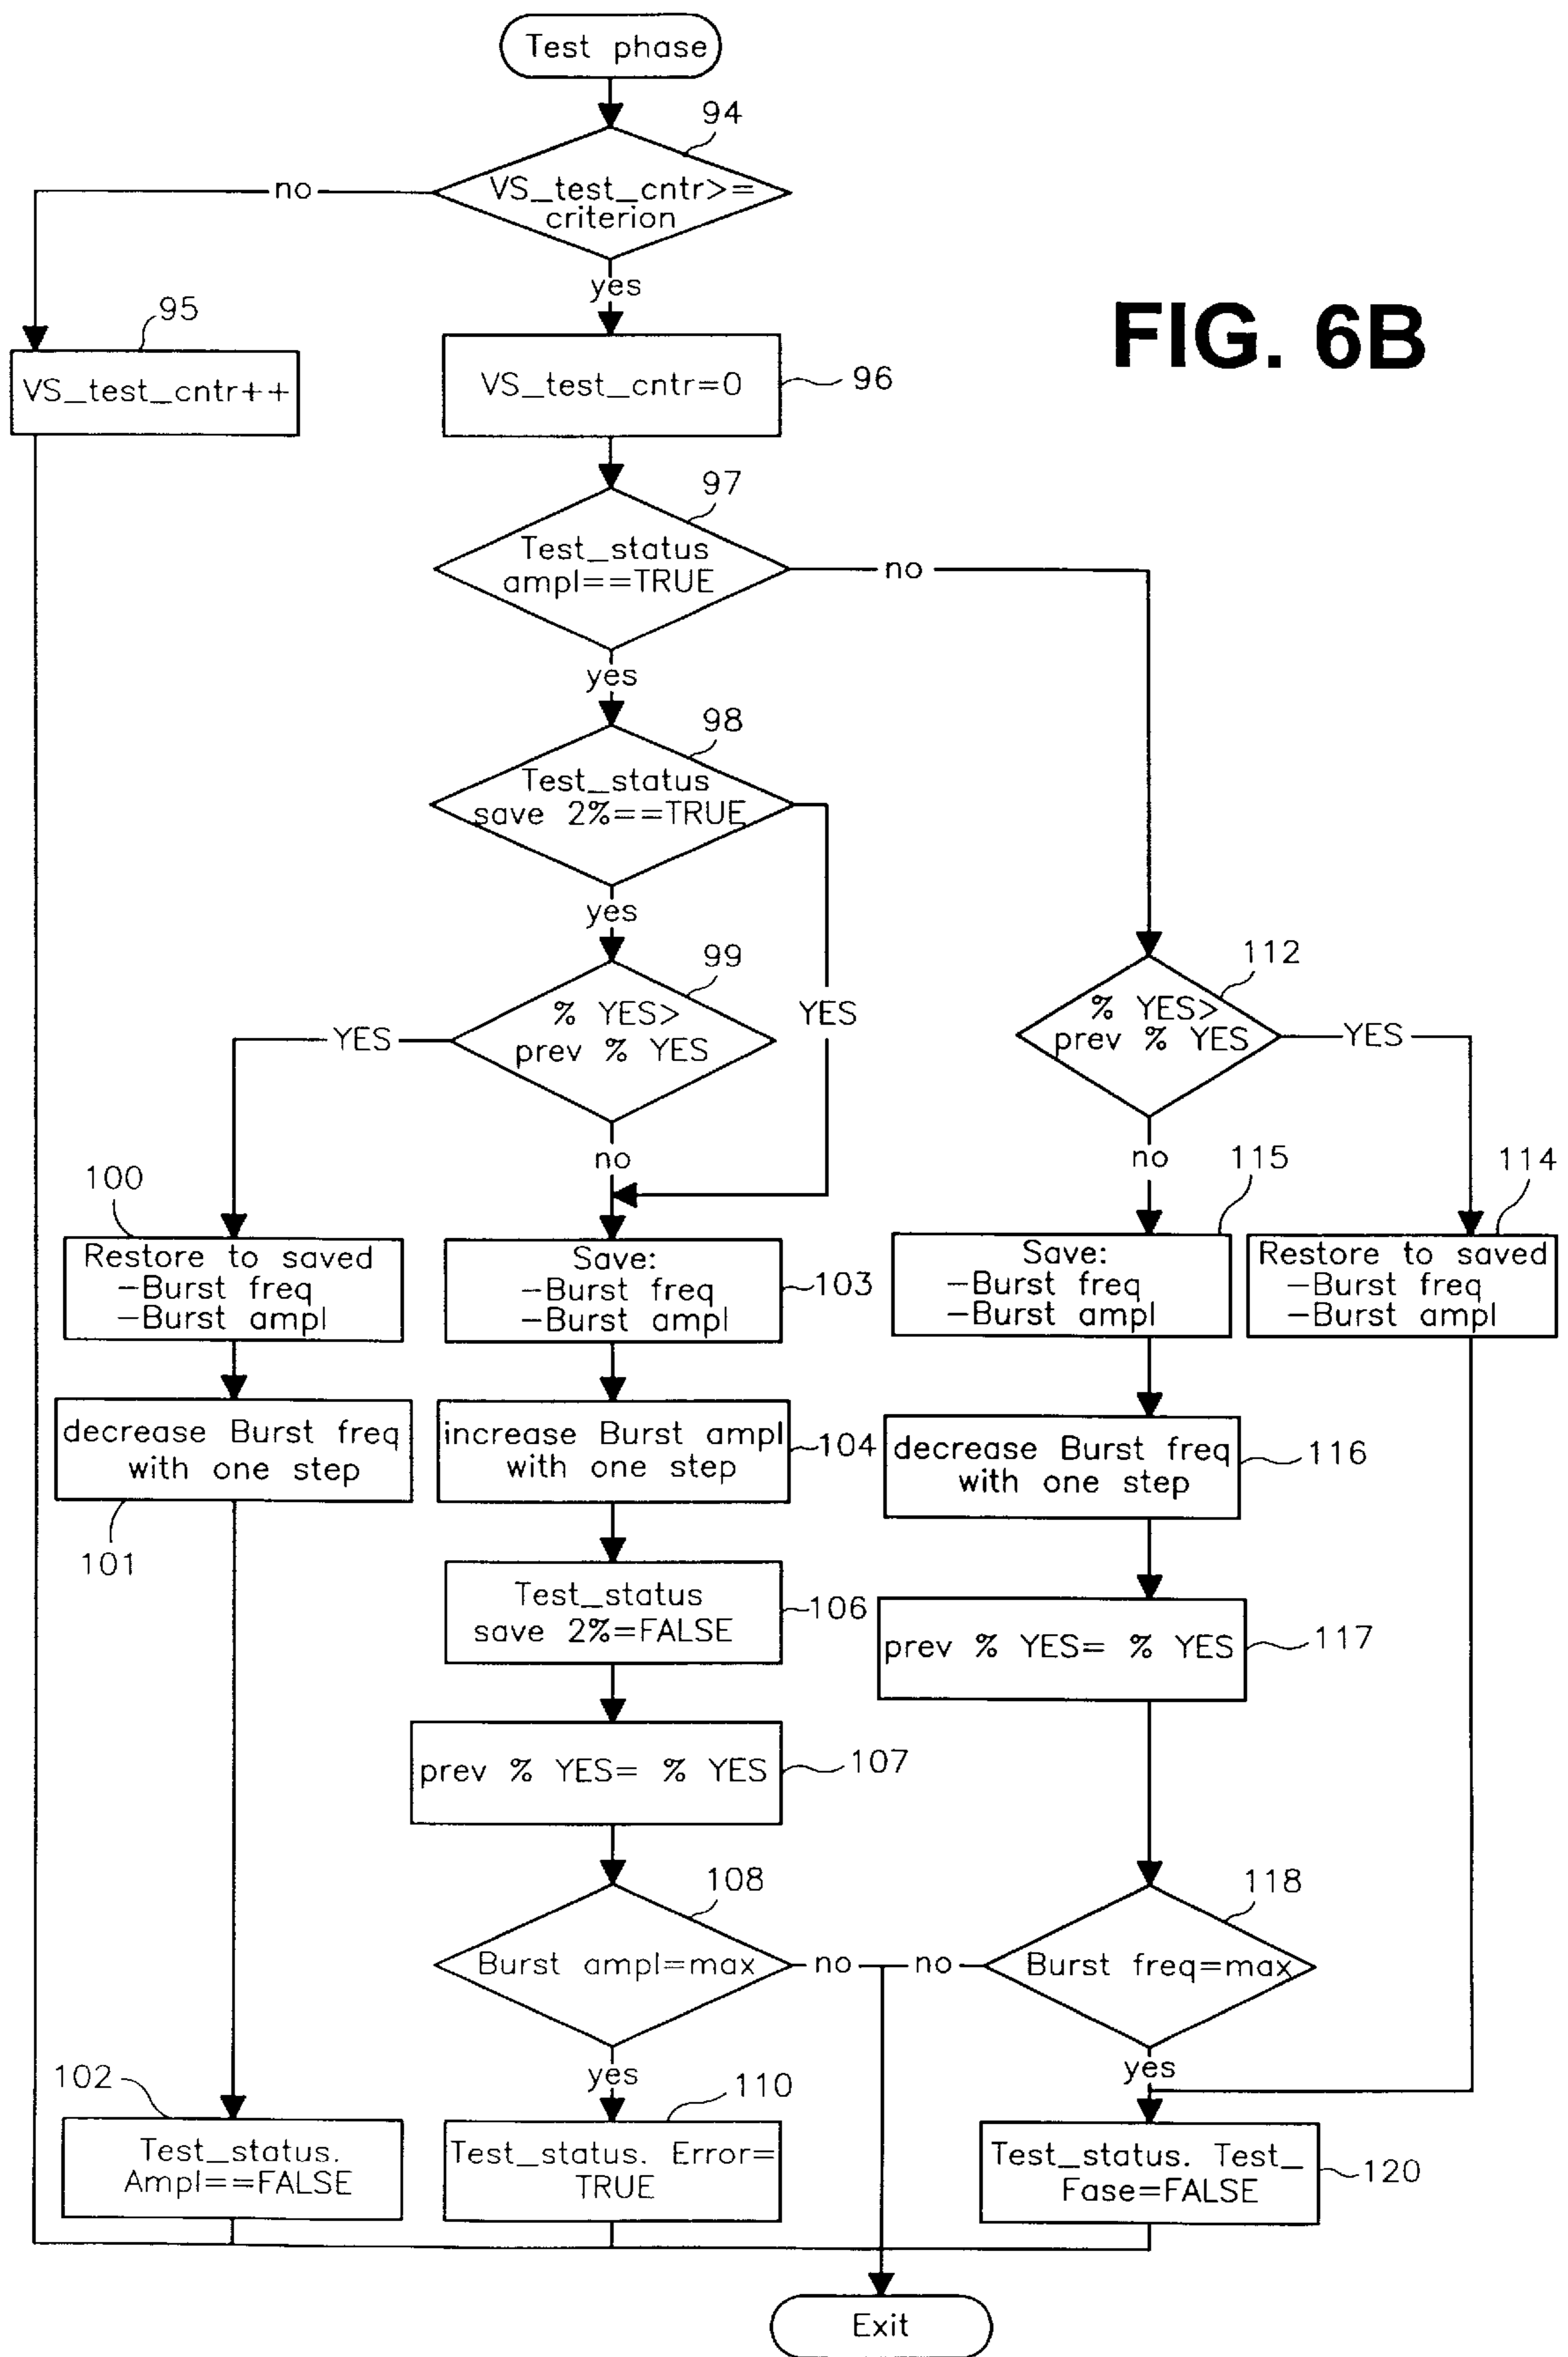 Test phase
94
VS_test_cntr>=
criterion
no
yes
FIG. 6B
95
VS_test_cntr++
VS_test_cntr=0
96
97
Test_status
ampl==TRUE
no
yes
98
Test_status
save 2%==TRUE
yes
YES
99
% YES>
prev % YES
YES
no
112
% YES>
prev % YES
YES
no
100
Restore to saved
-Burst freq
-Burst ampl
Save:
-Burst freq
-Burst ampl
103
115
Save:
-Burst freq
-Burst ampl
114
Restore to saved
-Burst freq
-Burst ampl
decrease Burst freq
with one step
101
increase Burst ampl
with one step
104
decrease Burst freq
with one step
116
Test_status
save 2%=FALSE
106
prev % YES= % YES
117
prev % YES= % YES
107
108
Burst ampl=max
no
yes
118
no
Burst freq=max
yes
102
Test_status.
Ampl==FALSE
110
Test_status. Error=
TRUE
Test_status. Test_
Fase=FALSE
120
Exit